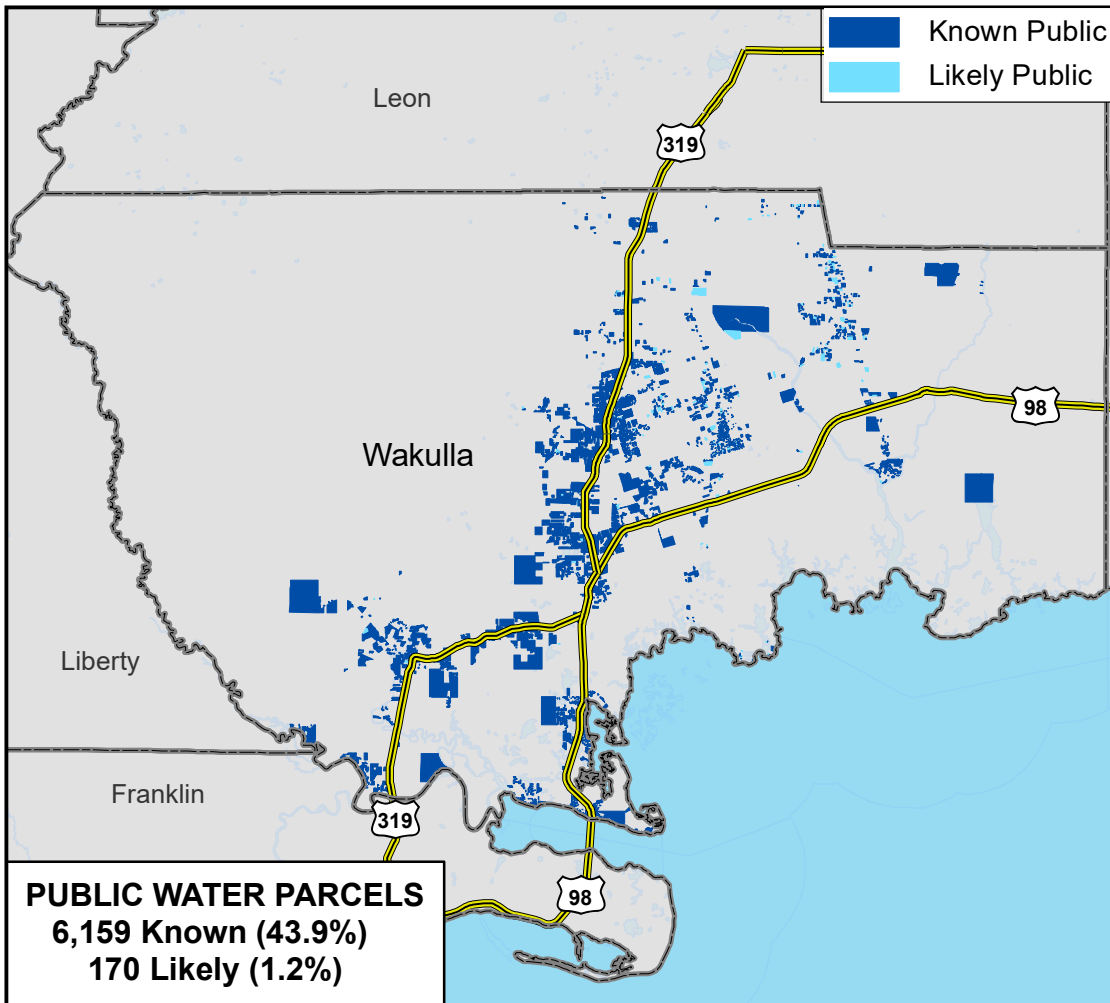 Known Public
Likely Public
Leon
319
98
Wakulla
Liberty
Franklin
319
98
PUBLIC WATER PARCELS
6,159 Known (43.9%)
170 Likely (1.2%)